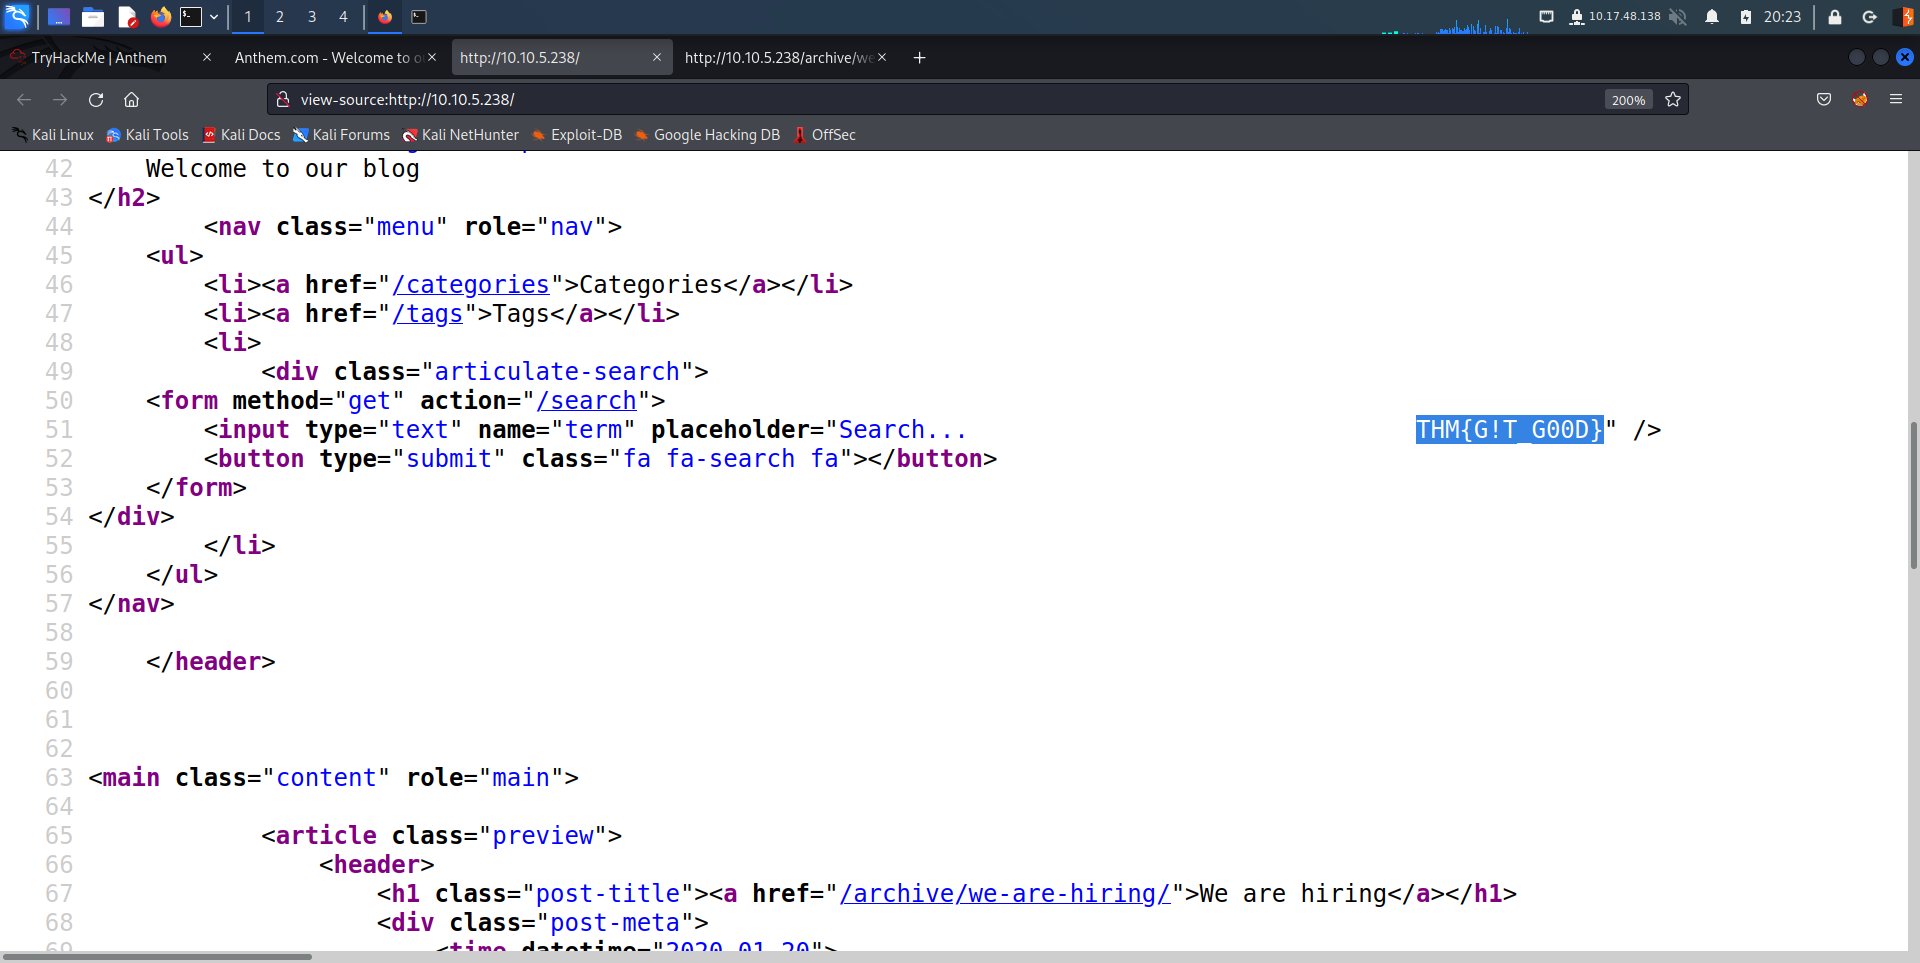 1 2 3 4 10.17.48.138 20:23
TryHackMe | Anthem Anthem.com - Welcome to o http://10.10.5.238/ http://10.10.5.238/archive/we
view-source:http://10.10.5.238/ 200%
Kali Linux Kali Tools Kali Docs Kali Forums Kali NetHunter Exploit-DB Google Hacking DB OffSec
42 Welcome to our blog
43 </h2>
44 <nav class="menu" role="nav">
45 <ul>
46 <li><a href="/categories">Categories</a></li>
47 <li><a href="/tags">Tags</a></li>
48 <li>
49 <div class="articulate-search">
50 <form method="get" action="/search">
51 <input type="text" name="term" placeholder="Search... THM{G!T_G00D}" />
52 <button type="submit" class="fa fa-search fa"></button>
53 </form>
54 </div>
55 </li>
56 </ul>
57 </nav>
58
59 </header>
60
61
62
63 <main class="content" role="main">
64
65 <article class="preview">
66 <header>
67 <h1 class="post-title"><a href="/archive/we-are-hiring/">We are hiring</a></h1>
68 <div class="post-meta">
69 <time datetime="2020-01-20">